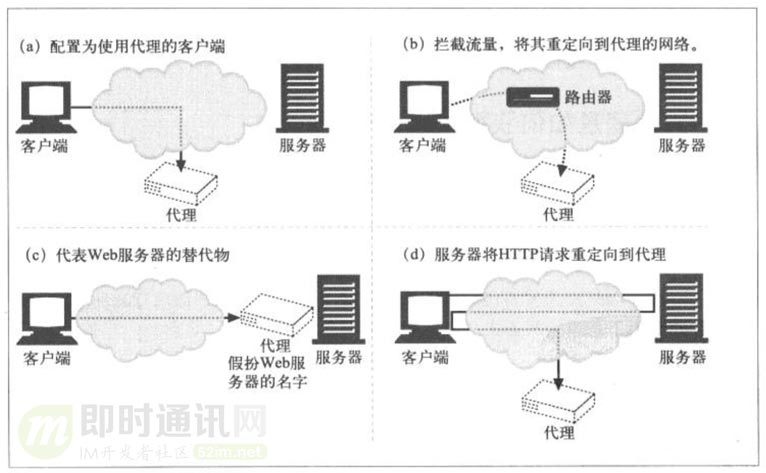 (a) 配置为使用代理的客户端
客户端
服务器
代理
(b) 拦截流量，将其重定向到代理的网络。
路由器
客户端
服务器
代理
(c) 代表Web服务器的替代物
客户端
代理
假扮Web服
务器的名字
服务器
(d) 服务器将HTTP请求重定向到代理
客户端
服务器
代理
m
即时通讯网
IM开发者社区 52im.net